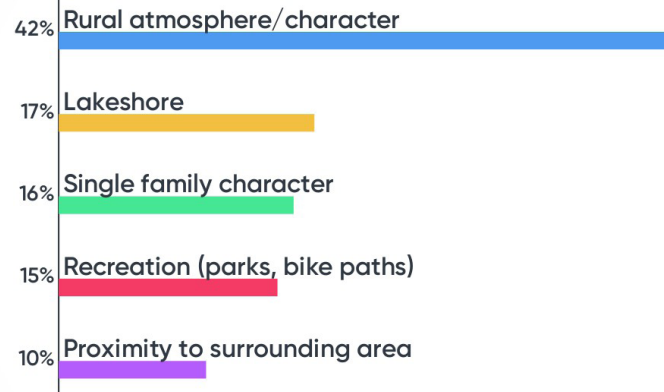 42% Rural atmosphere/character
17% Lakeshore
16% Single family character
15% Recreation (parks, bike paths)
10% Proximity to surrounding area